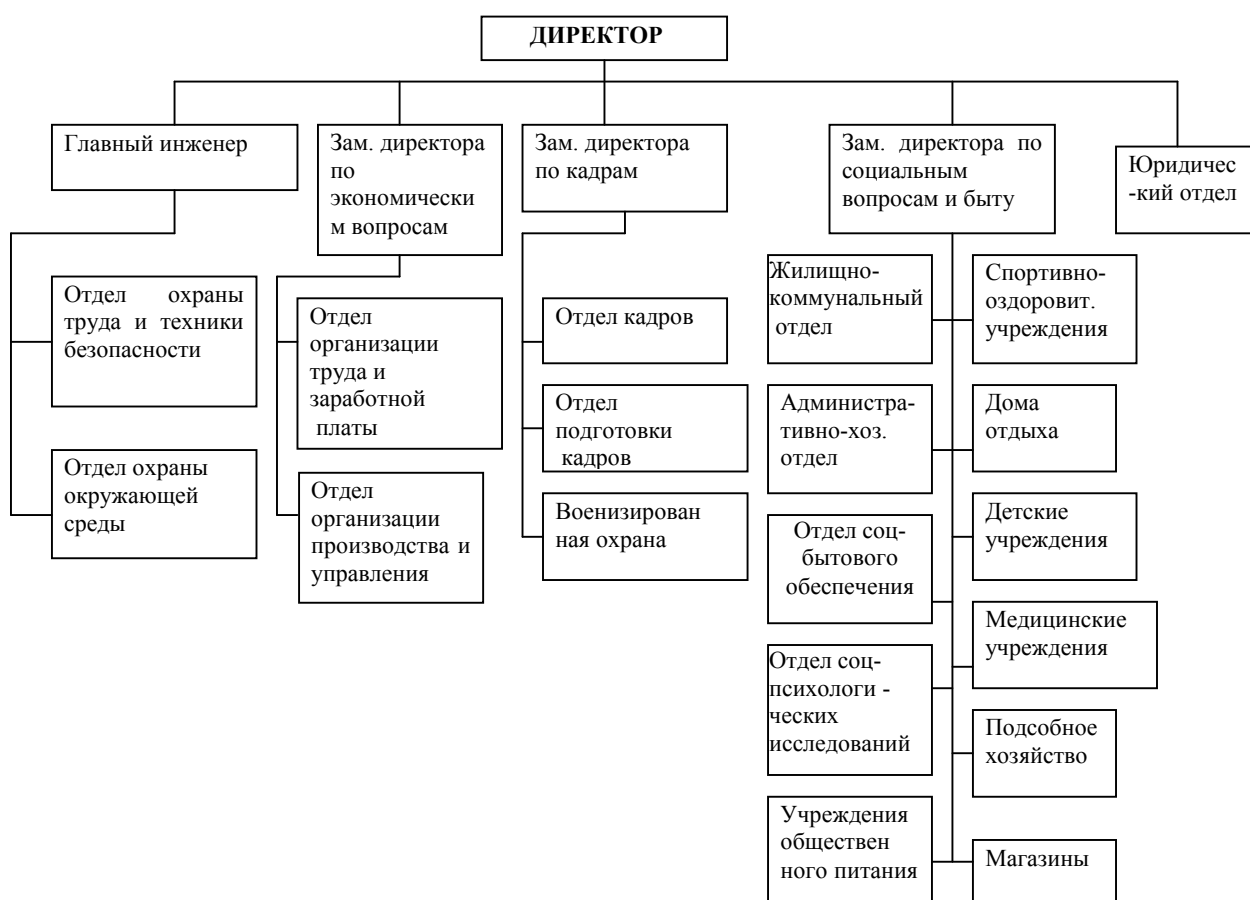 ДИРЕКТОР
Главный инженер
Зам. директора
по
экономически
м вопросам
Зам. директора
по кадрам
Зам. директора по
социальным
вопросам и быту
Юридичес
-кий отдел
Отдел охраны
труда и техники
безопасности
Отдел охраны
окружающей
среды
Отдел
организации
труда и
заработной
платы
Отдел
организации
производства и
управления
Отдел кадров
Отдел
подготовки
кадров
Военизирован
ная охрана
Жилищно-
коммунальный
отдел
Администра-
тивно-хоз.
отдел
Отдел соц-
бытового
обеспечения
Отдел соц-
психологи -
ческих
исследований
Учреждения
обществен
ного питания
Спортивно-
оздоровит.
учреждения
Дома
отдыха
Детские
учреждения
Медицинские
учреждения
Подсобное
хозяйство
Магазины